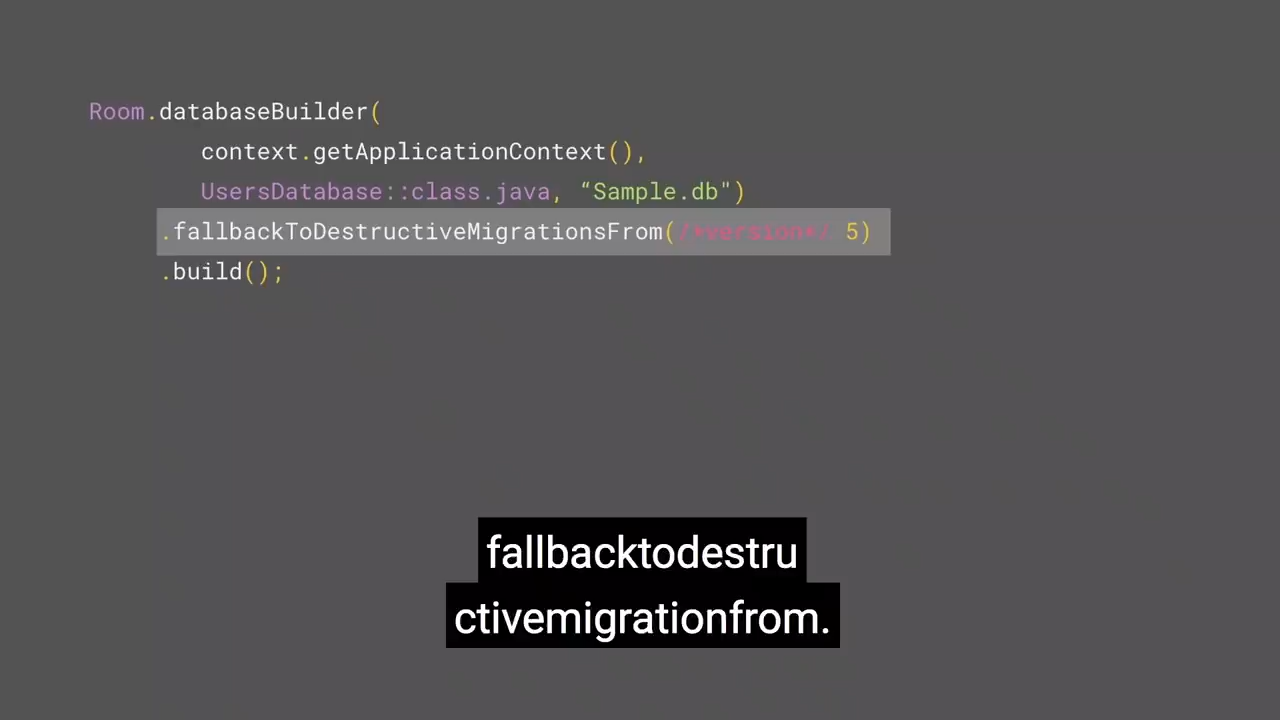 Room.databaseBuilder(
context.getApplicationContext(),
UsersDatabase::class.java, “Sample.db")
.fallbackToDestructiveMigrationsFrom(/*version*/ 5)
.build();
fallbacktodestru
ctivemigrationfrom.